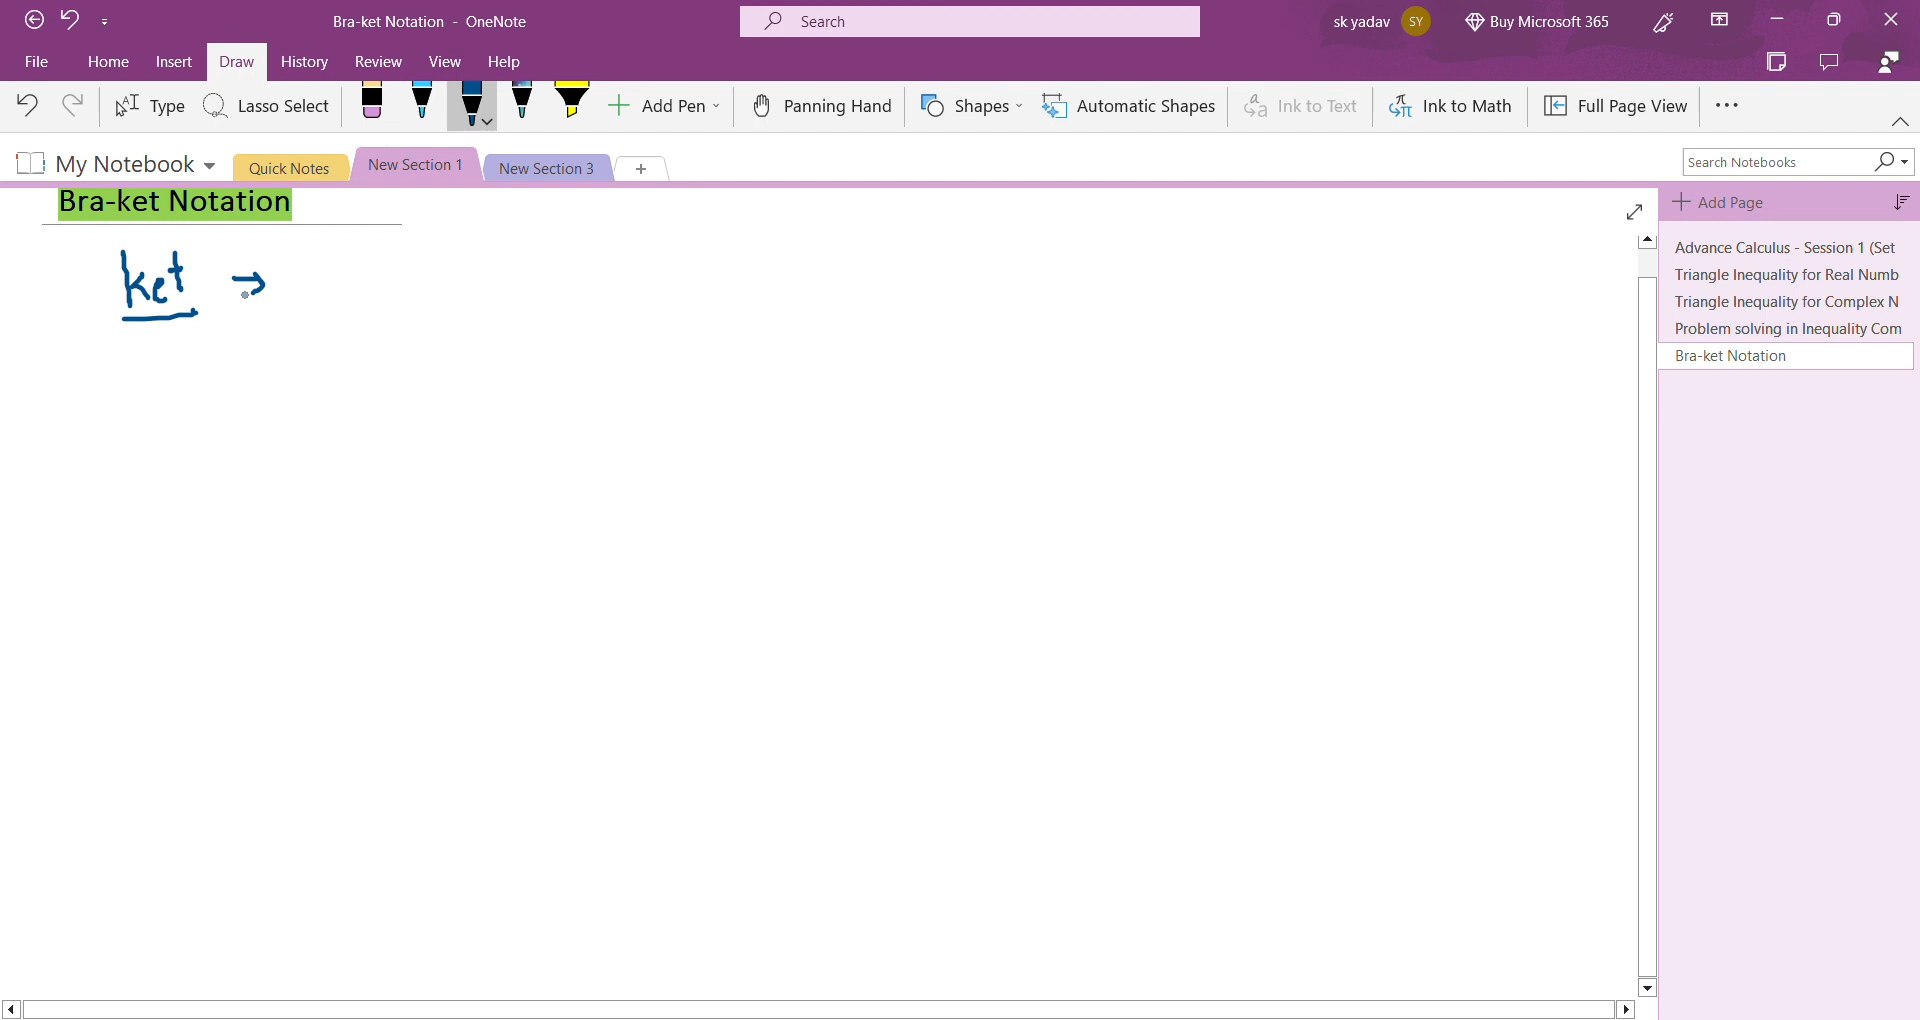 Bra-ket Notation - OneNote
Search
sk yadav
SY
Buy Microsoft 365
File Home Insert Draw History Review View Help
Type Lasso Select Add Pen Panning Hand Shapes Automatic Shapes Ink to Text Ink to Math Full Page View ...
My Notebook
Quick Notes
New Section 1
New Section 3
+
Search Notebooks
Bra-ket Notation
Add Page
ket →
Advance Calculus - Session 1 (Set
Triangle Inequality for Real Numb
Triangle Inequality for Complex N
Problem solving in Inequality Com
Bra-ket Notation